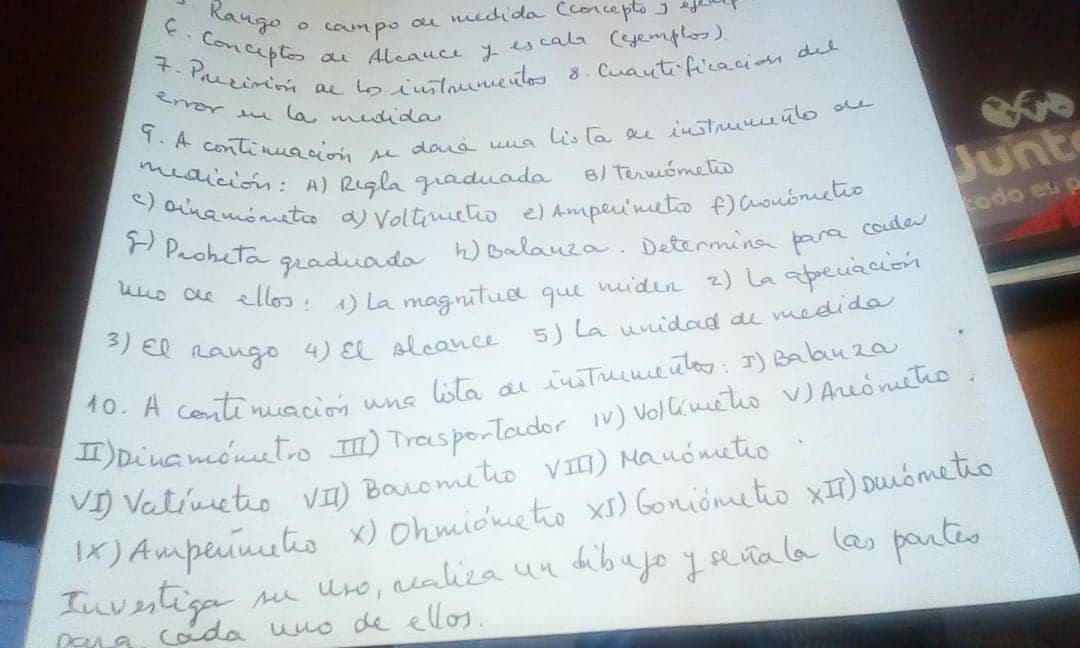 Rango o campo de medida (concepto y ejemp
6. Conceptos de Alcance y escala (ejemplos).
7. Precisión de los instrumentos 8. Cuantificacion del
error en la medida
9. A continuación se dará una lista de instrumento de
medición: A) Regla graduada B) Termómetro
c) Dinamómetro d) Voltímetro e) Amperímetro f) Cronómetro
g) Probeta graduada h) Balanza. Determina para cada
uno de ellos: 1) La magnitud que miden 2) La apreciación
3) El Rango 4) El Alcance 5) La unidad de medida
10. A continuación una lista de instrumentos: I) Balanza
II) Dinamómetro III) Trasportador IV) Voltímetro V) Areómetro.
VI) Vatímetro VII) Barometro VIII) Manómetro
IX) Amperímetro X) Ohmiómetro XI) Goniómetro XII) Durómetro
Investiga su uso, realiza un dibujo y señala las partes
para cada uno de ellos.
Junt
todo es p